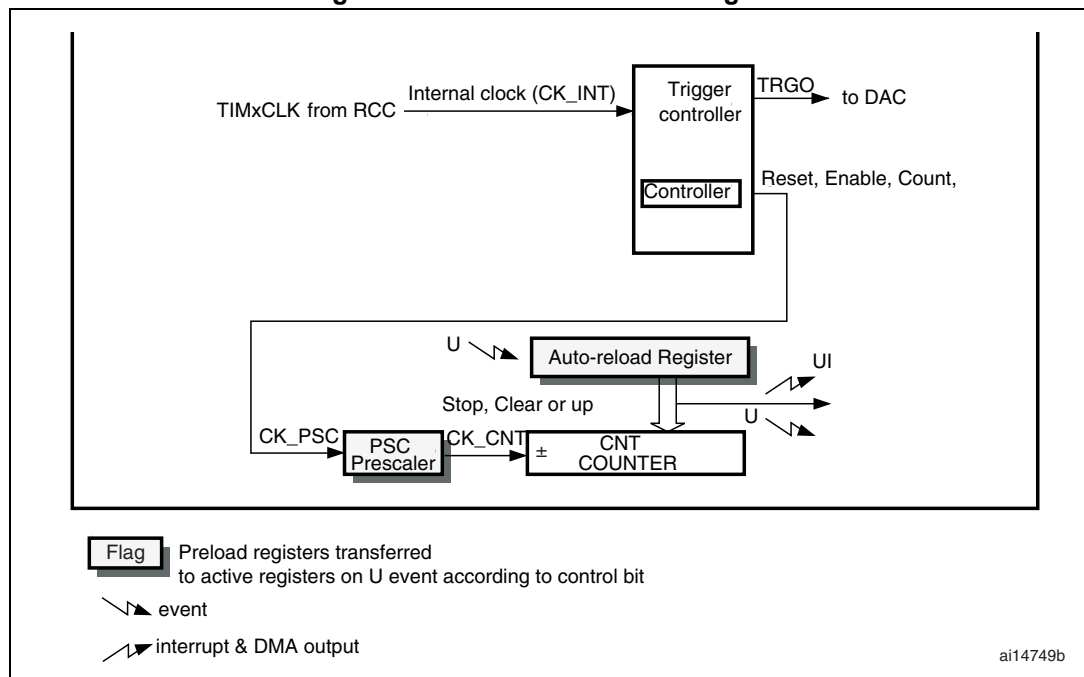 Internal clock (CK_INT)
TIMxCLK from RCC
Trigger
controller
TRGO
to DAC
Controller
Reset, Enable, Count,
U
Auto-reload Register
UI
Stop, Clear or up
U
CK_PSC
PSC
Prescaler
CK_CNT
±
CNT
COUNTER
Flag
Preload registers transferred
to active registers on U event according to control bit
event
interrupt & DMA output
ai14749b